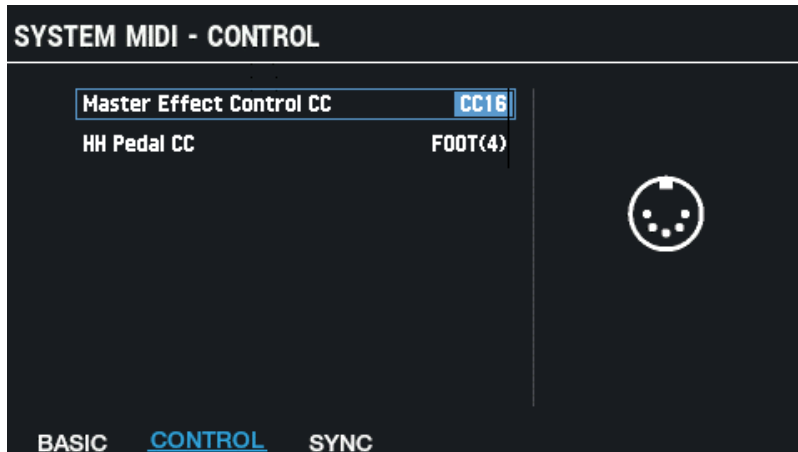 SYSTEM MIDI - CONTROL
Master Effect Control CC CC16
HH Pedal CC FOOT(4)
BASIC CONTROL SYNC